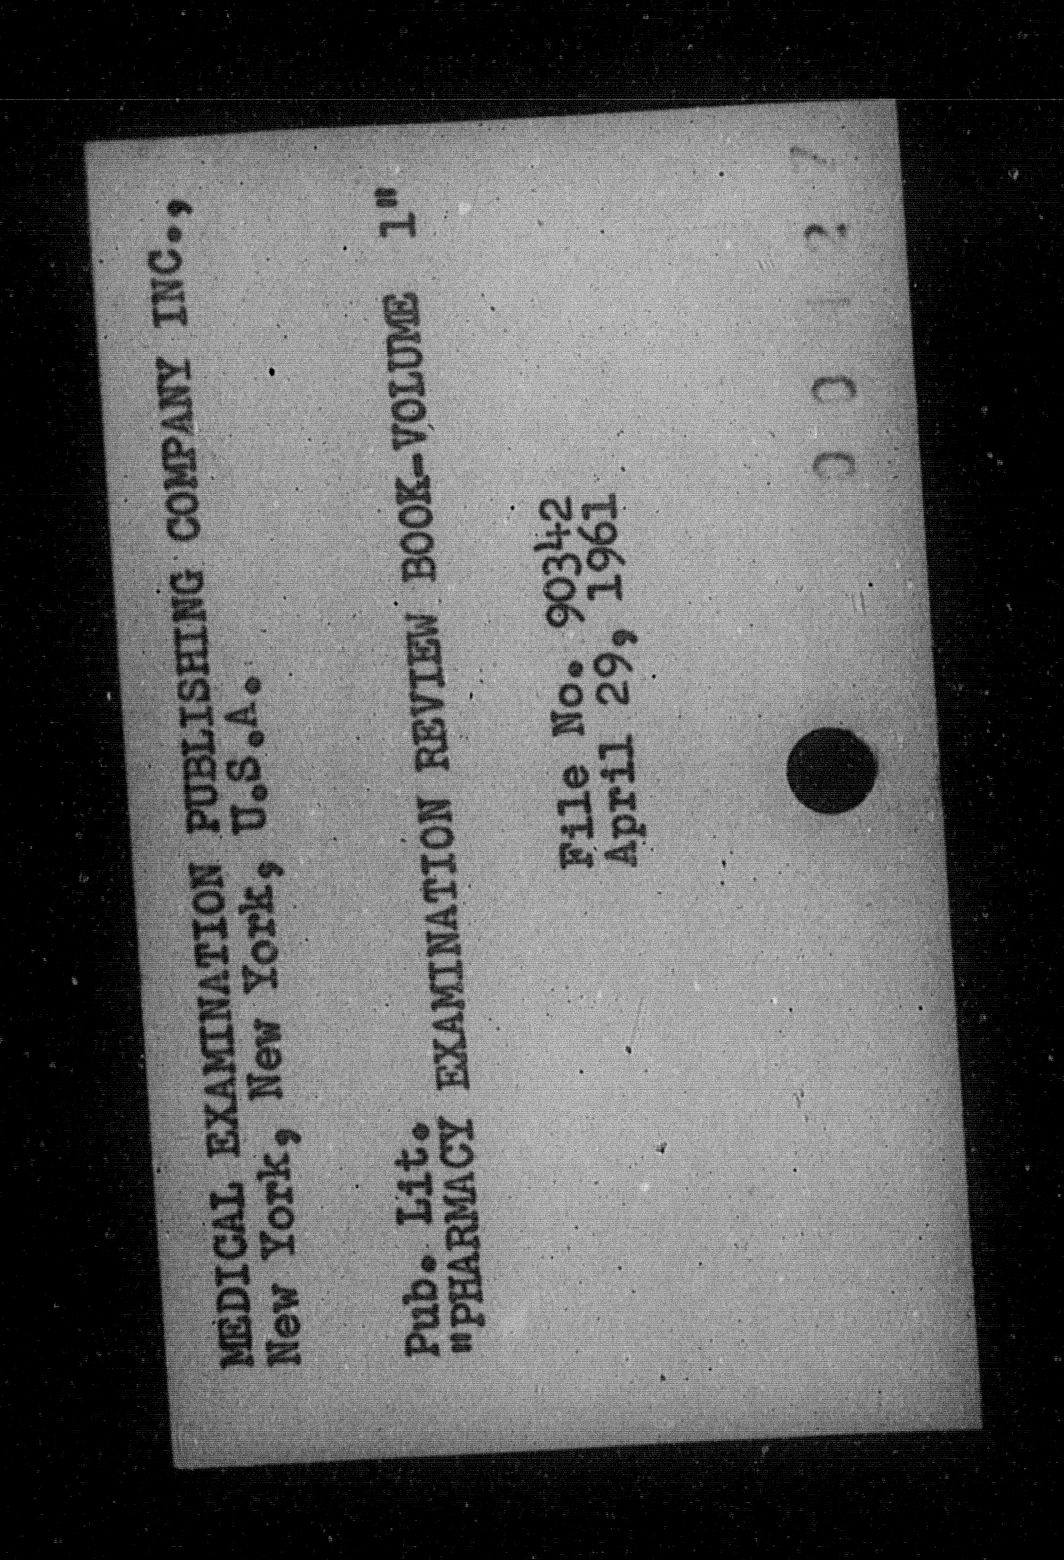 MEDICAL EXAMINATION PUBLISHING COMPANY INC.,
New York, New York, U.S.A.
Pub. Lit.
"PHARMACY EXAMINATION REVIEW BOOK-VOLUME 1"
File No. 90342
April 29, 1961